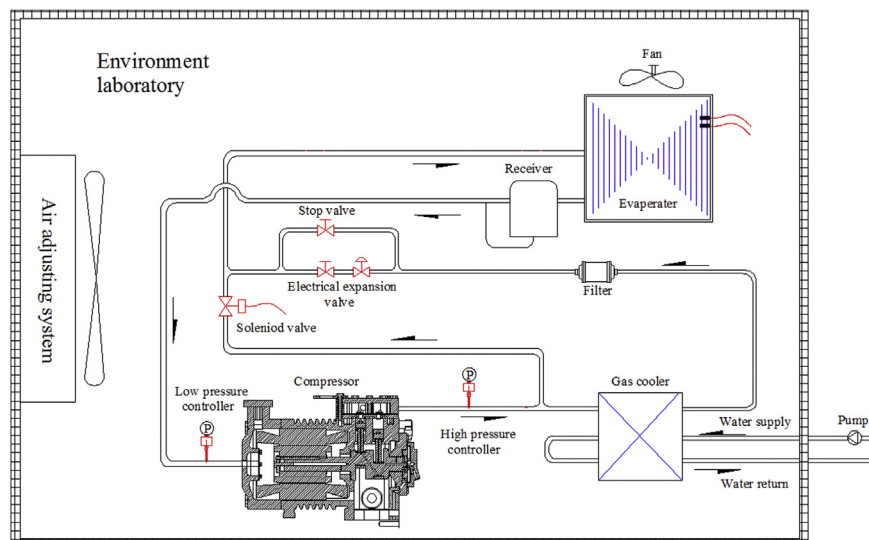 Environment
laboratory
Fan
Receiver
Evaperater
Stop valve
Air adjusting system
Electrical expansion
valve
Filter
Soleniod valve
Low pressure
controller
Compressor
P
P
High pressure
controller
Gas cooler
Water supply
Pump
Water return